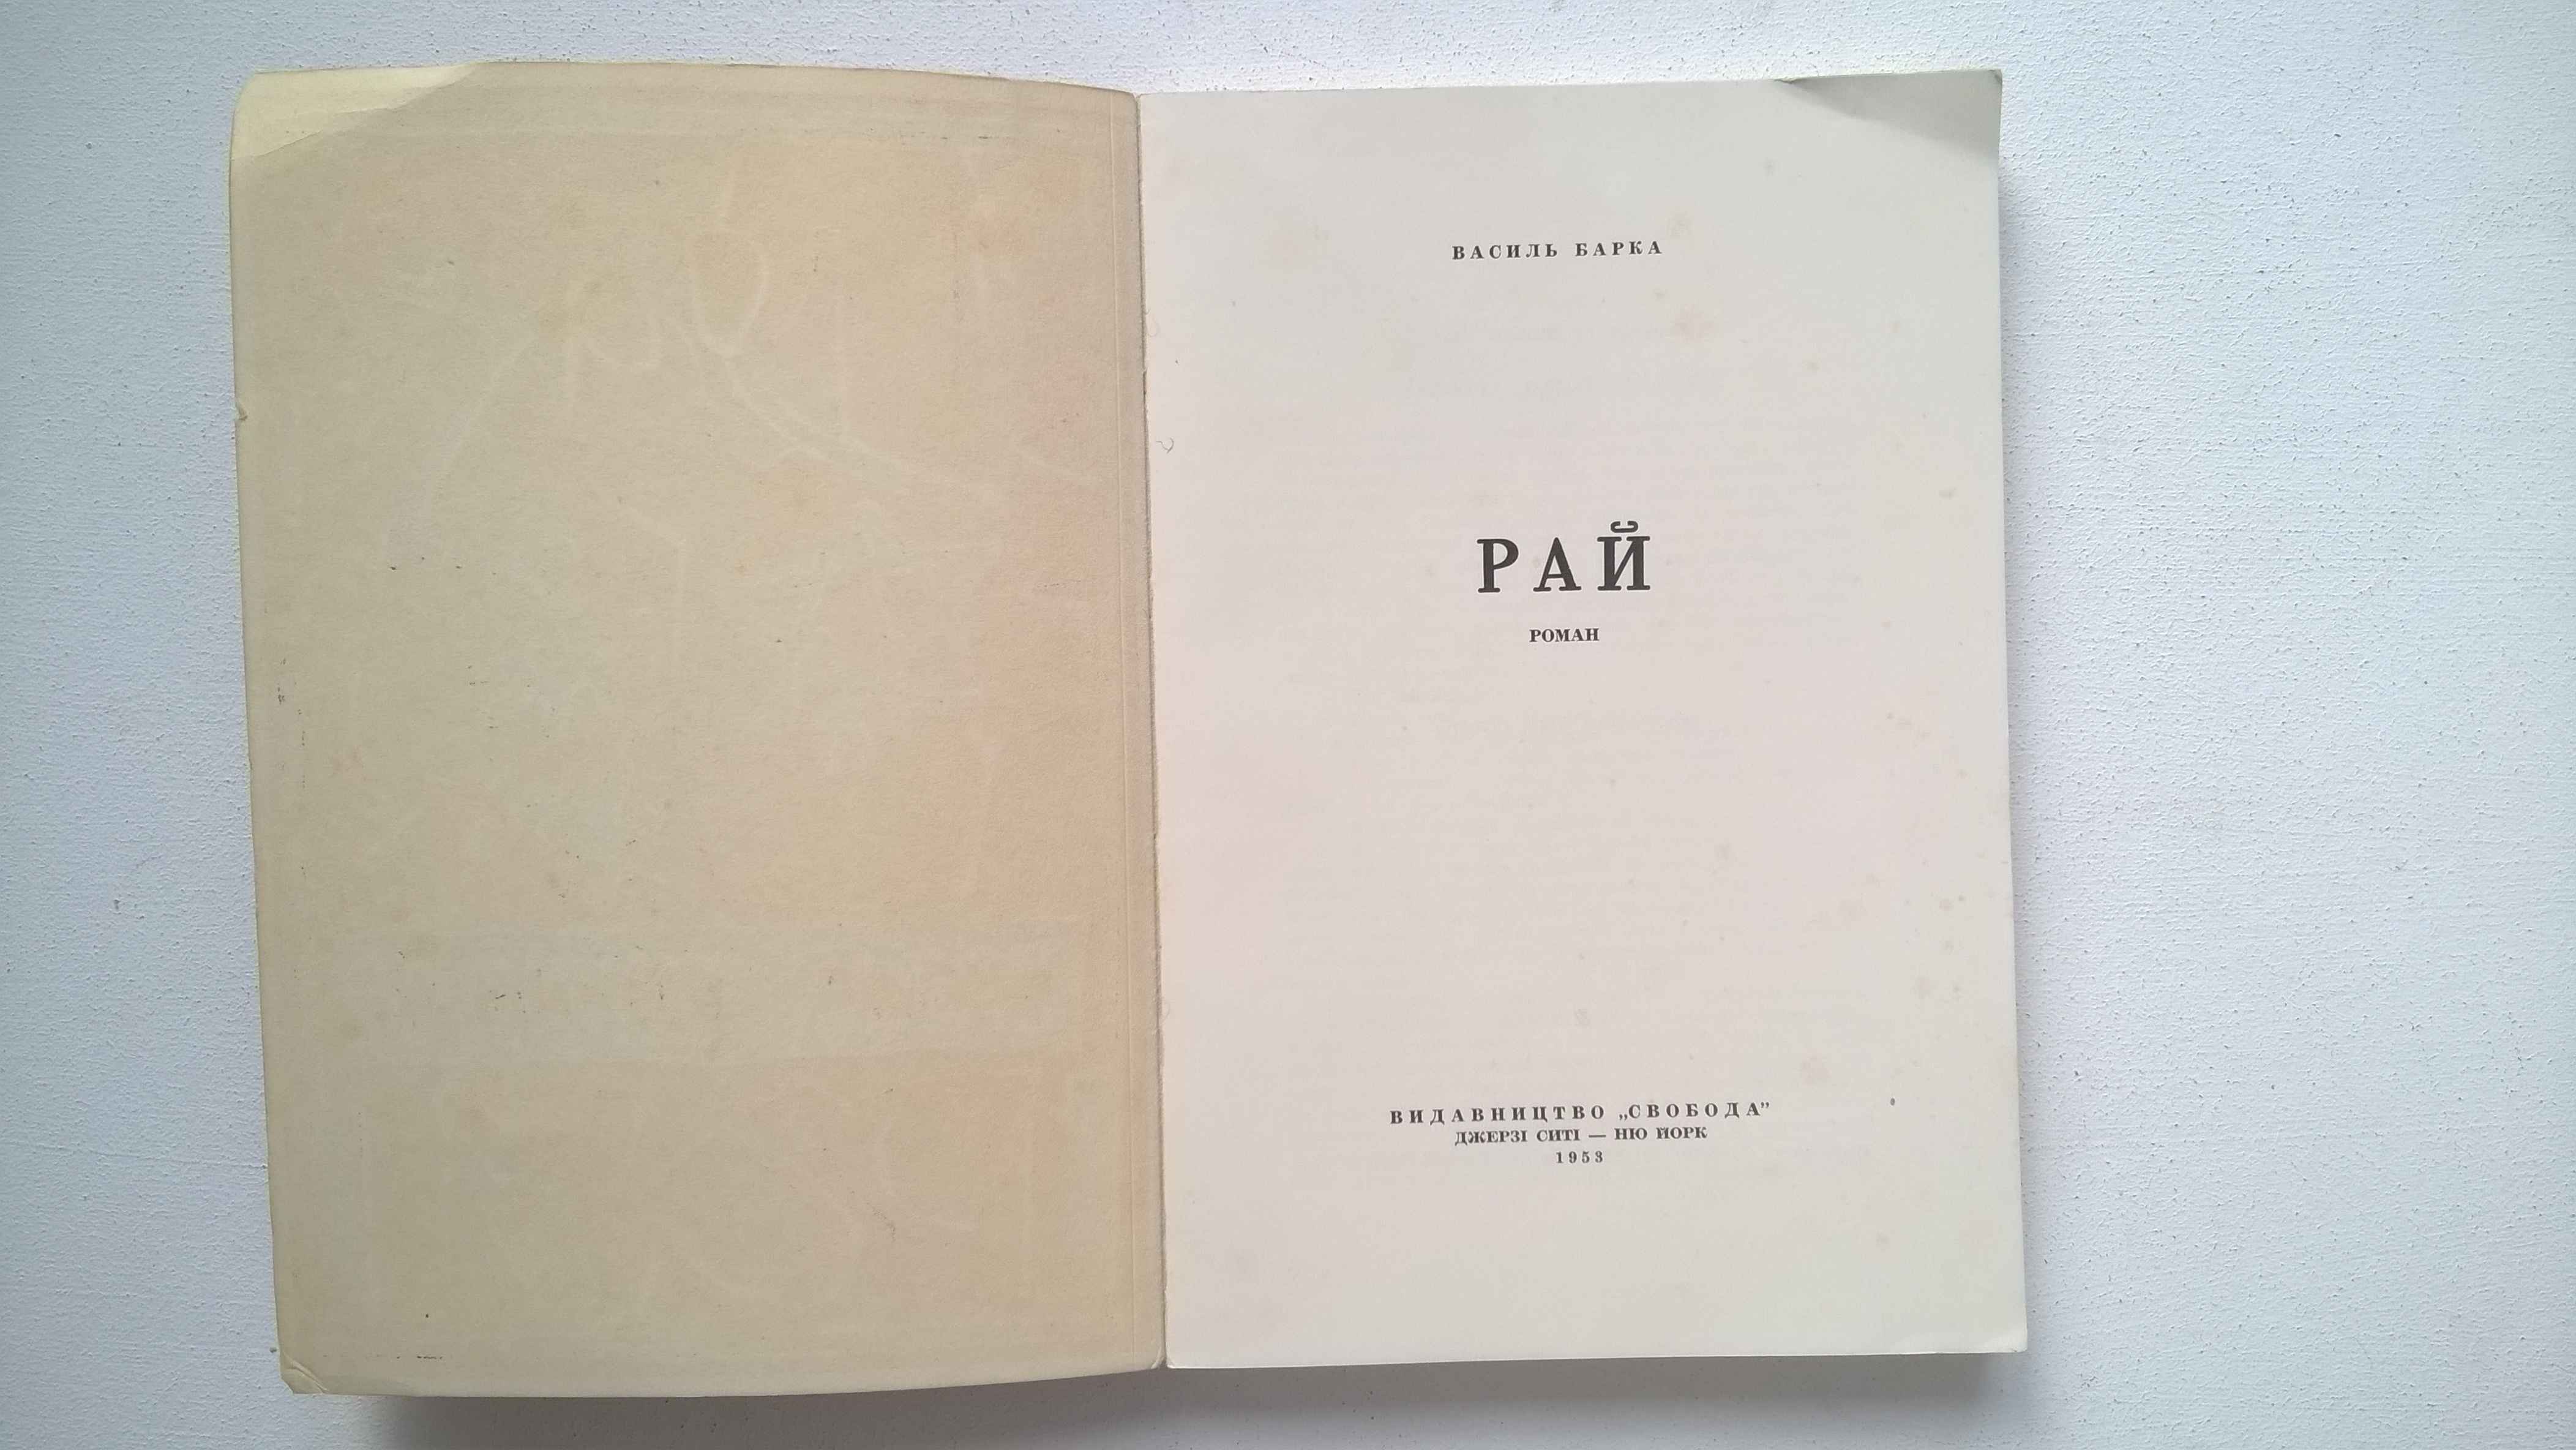 ВАСИЛЬ БАРКА
РАЙ
РОМАН
ВИДАВНИЦТВО „СВОБОДА”
ДЖЕРЗІ СИТІ — НЮ ЙОРК
1953